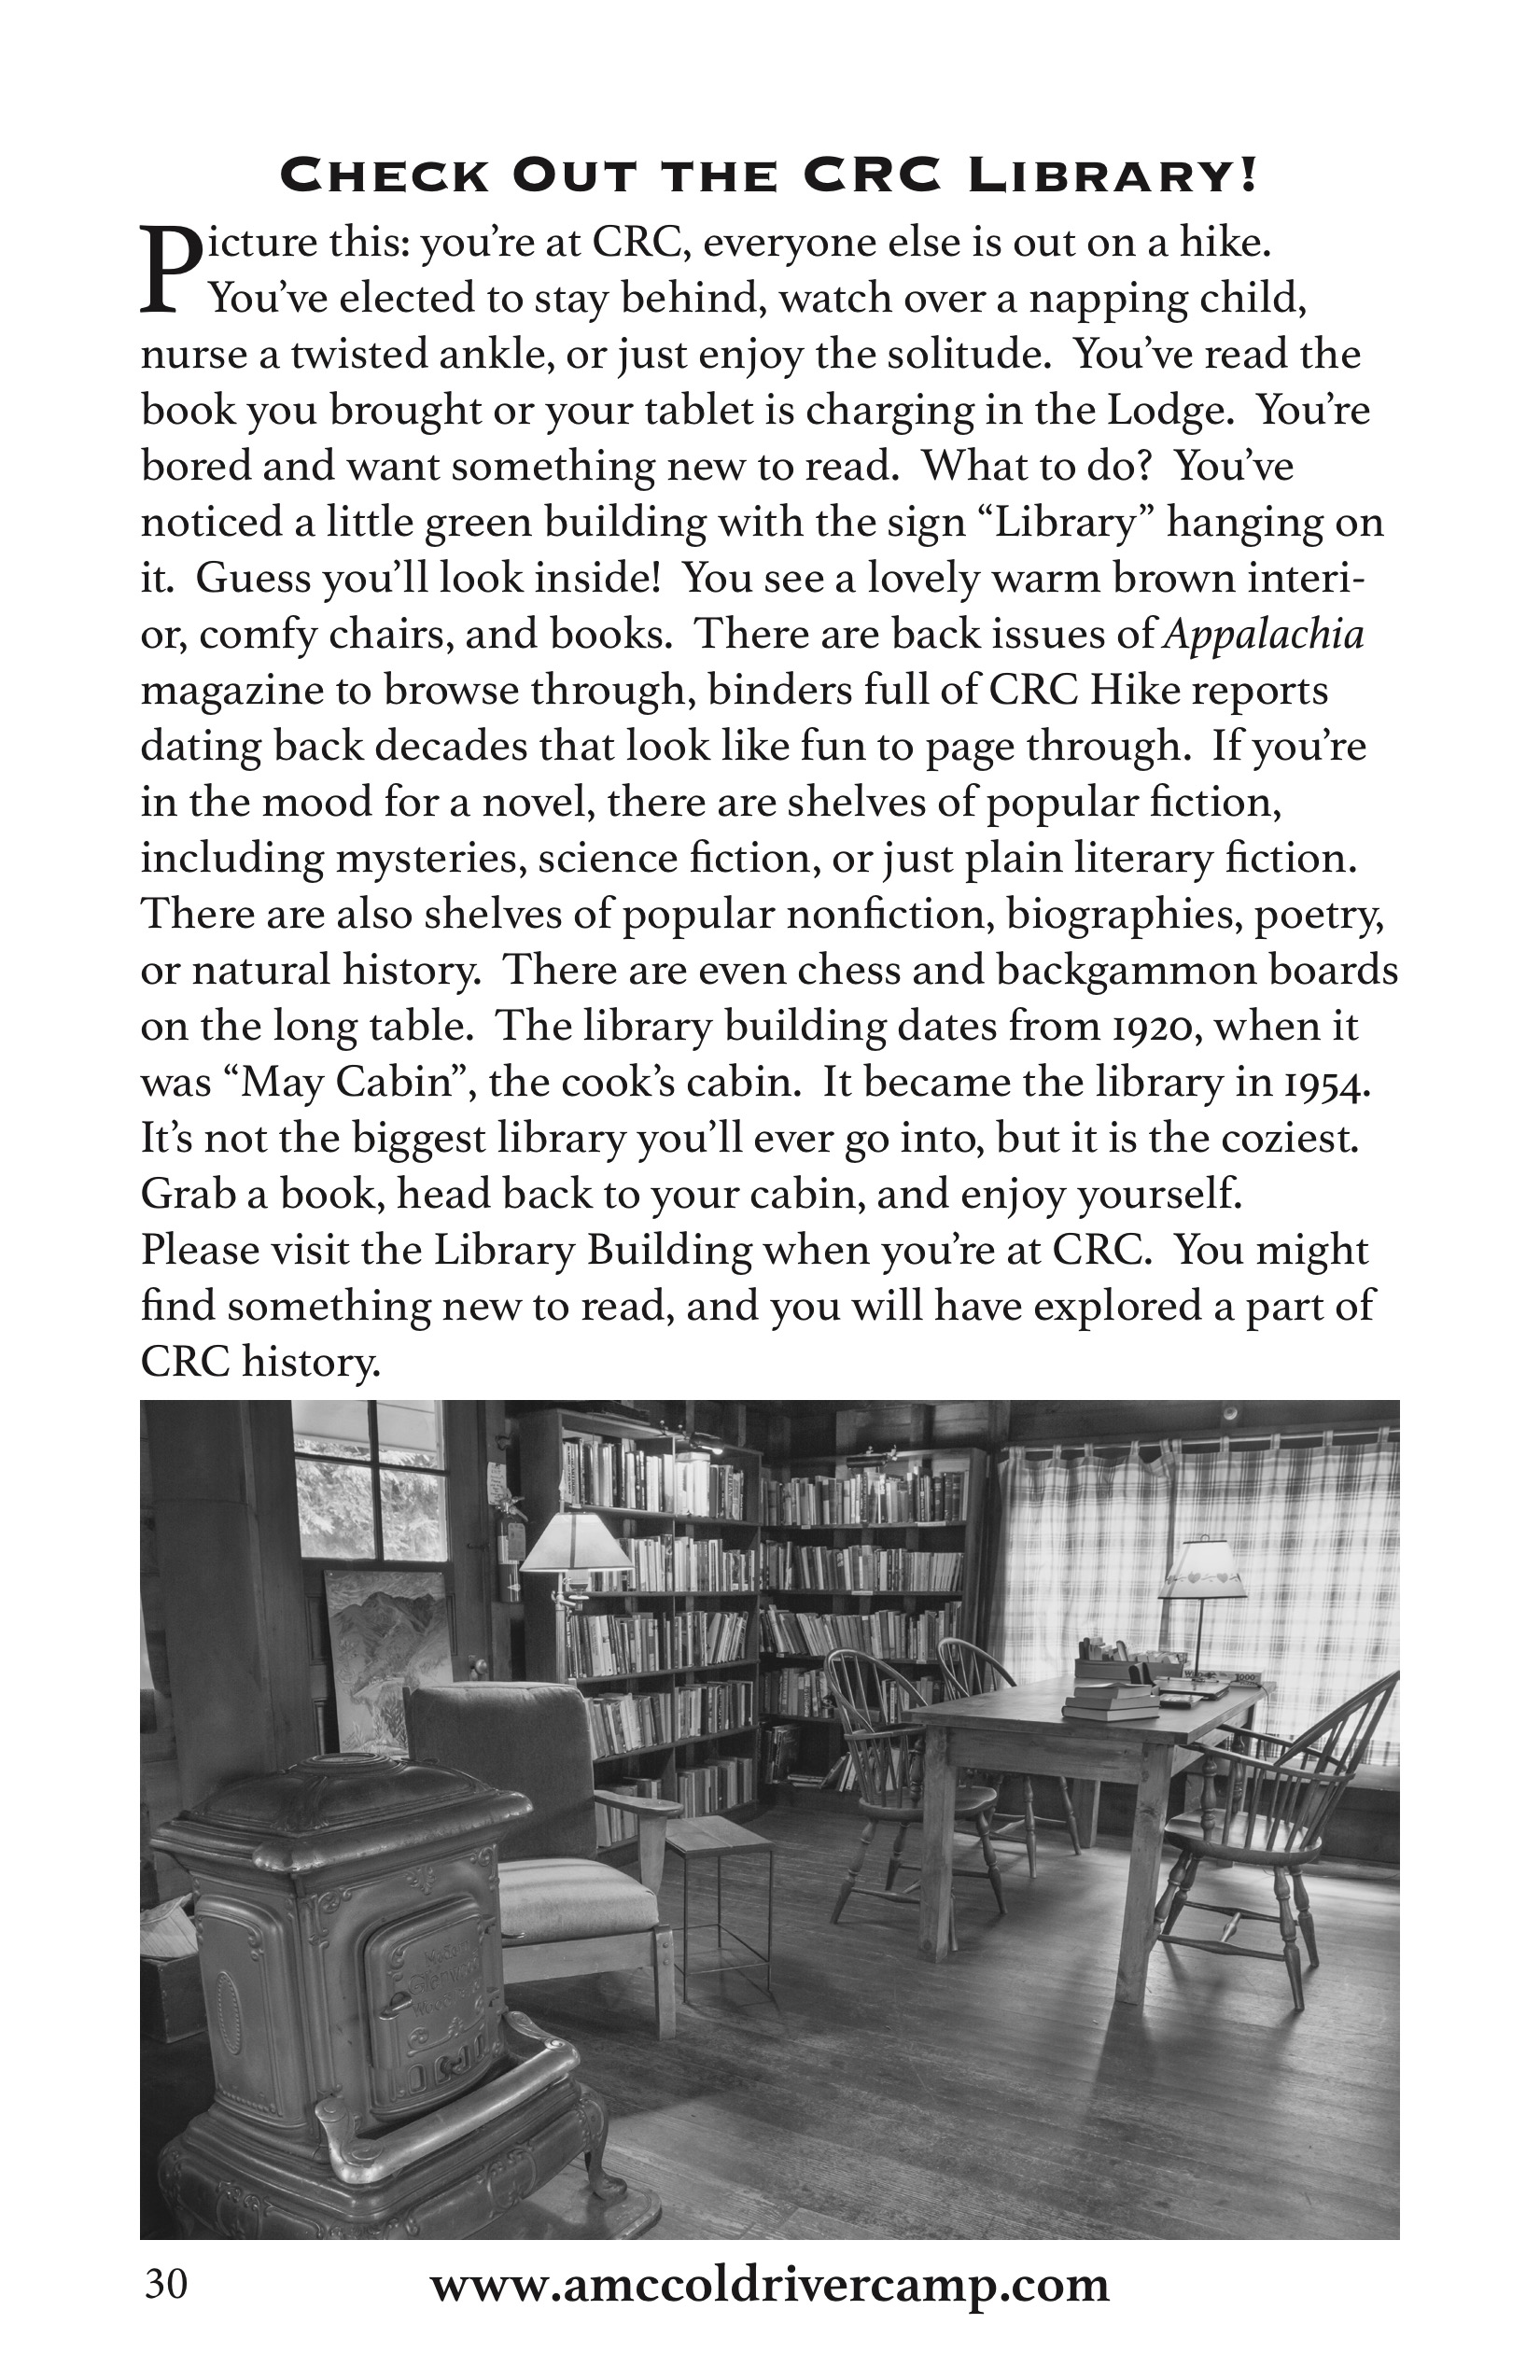 Check Out the CRC Library!
Picture this: you’re at CRC, everyone else is out on a hike.
You’ve elected to stay behind, watch over a napping child,
nurse a twisted ankle, or just enjoy the solitude.  You’ve read the
book you brought or your tablet is charging in the Lodge.  You’re
bored and want something new to read.  What to do?  You’ve
noticed a little green building with the sign “Library” hanging on
it.  Guess you’ll look inside!  You see a lovely warm brown interi-
or, comfy chairs, and books.  There are back issues of Appalachia
magazine to browse through, binders full of CRC Hike reports
dating back decades that look like fun to page through.  If you’re
in the mood for a novel, there are shelves of popular fiction,
including mysteries, science fiction, or just plain literary fiction.
There are also shelves of popular nonfiction, biographies, poetry,
or natural history.  There are even chess and backgammon boards
on the long table.  The library building dates from 1920, when it
was “May Cabin”, the cook’s cabin.  It became the library in 1954.
It’s not the biggest library you’ll ever go into, but it is the coziest.
Grab a book, head back to your cabin, and enjoy yourself.
Please visit the Library Building when you’re at CRC.  You might
find something new to read, and you will have explored a part of
CRC history.
1000
30
www.amccoldrivercamp.com